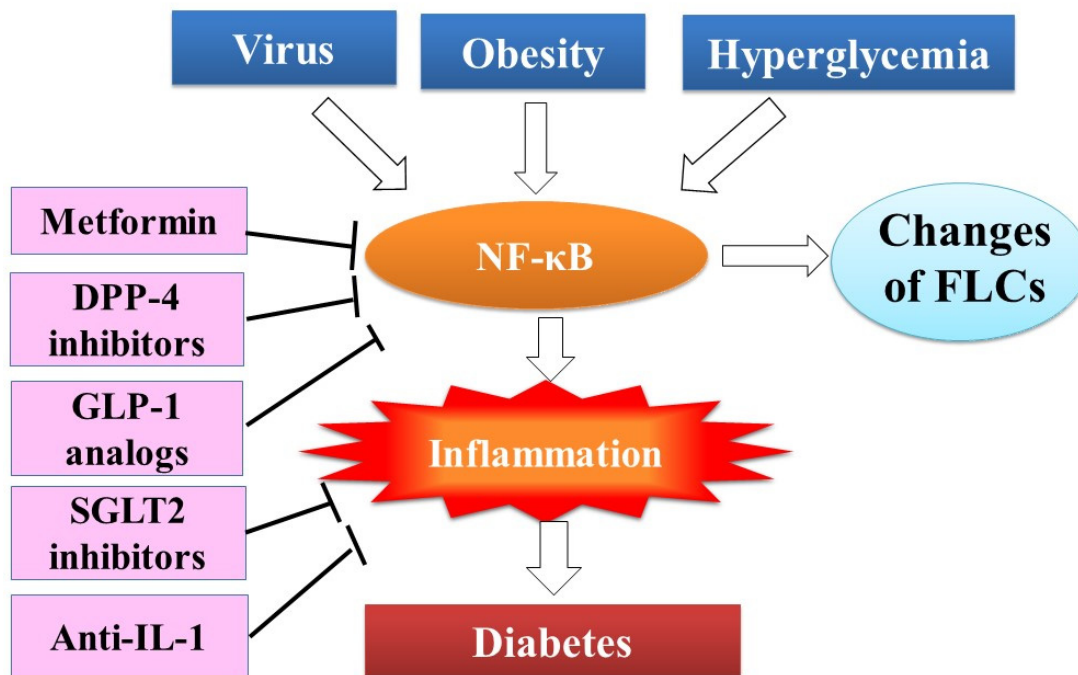 Virus
Obesity
Hyperglycemia
Metformin
DPP-4
inhibitors
GLP-1
analogs
SGLT2
inhibitors
Anti-IL-1
NF-κB
Changes
of FLCs
Inflammation
Diabetes